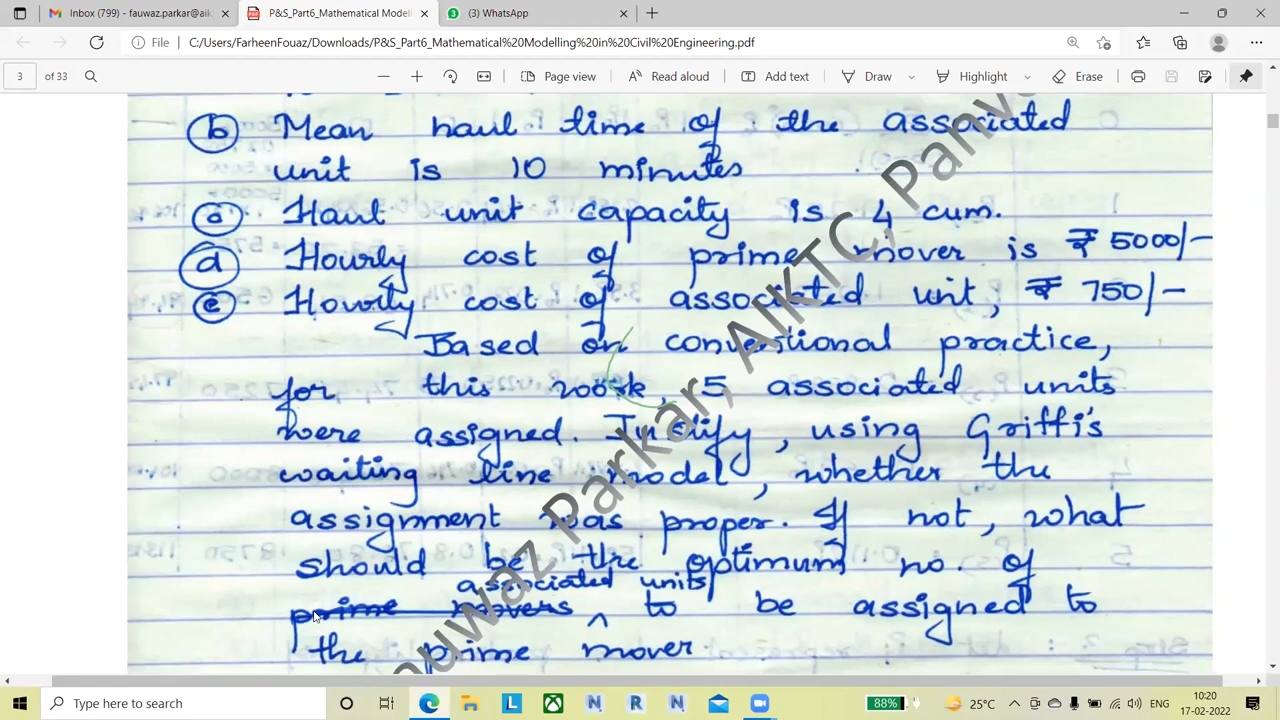 Inbox (799) - fauwaz.parkar@aik
P&S_Part6_Mathematical Model
(3) WhatsApp
File
C:/Users/FarheenFouaz/Downloads/P&S_Part6_Mathematical%20Modelling%20in%20Civil%20Engineering.pdf
3 of 33
Page view
Read aloud
Add text
Draw
Highlight
Erase
b Mean haul time of the associated
unit is 10 minutes
c Haul unit capacity is 4 cum.
d Hourly cost of prime mover is ₹ 5000/-
e Hourly cost of associated unit, ₹ 750/-
Based on conventional practice,
for this work, 5 associated units
were assigned. Justify, using Griffi's
waiting line model, whether the
assignment was proper. If not, what
should be the optimum no. of
associated units
prime movers ^ to be assigned to
the prime mover
Fauwaz Parkar, AIKTC, Panve
Type here to search
88%
25°C
ENG
10:20
17-02-2022